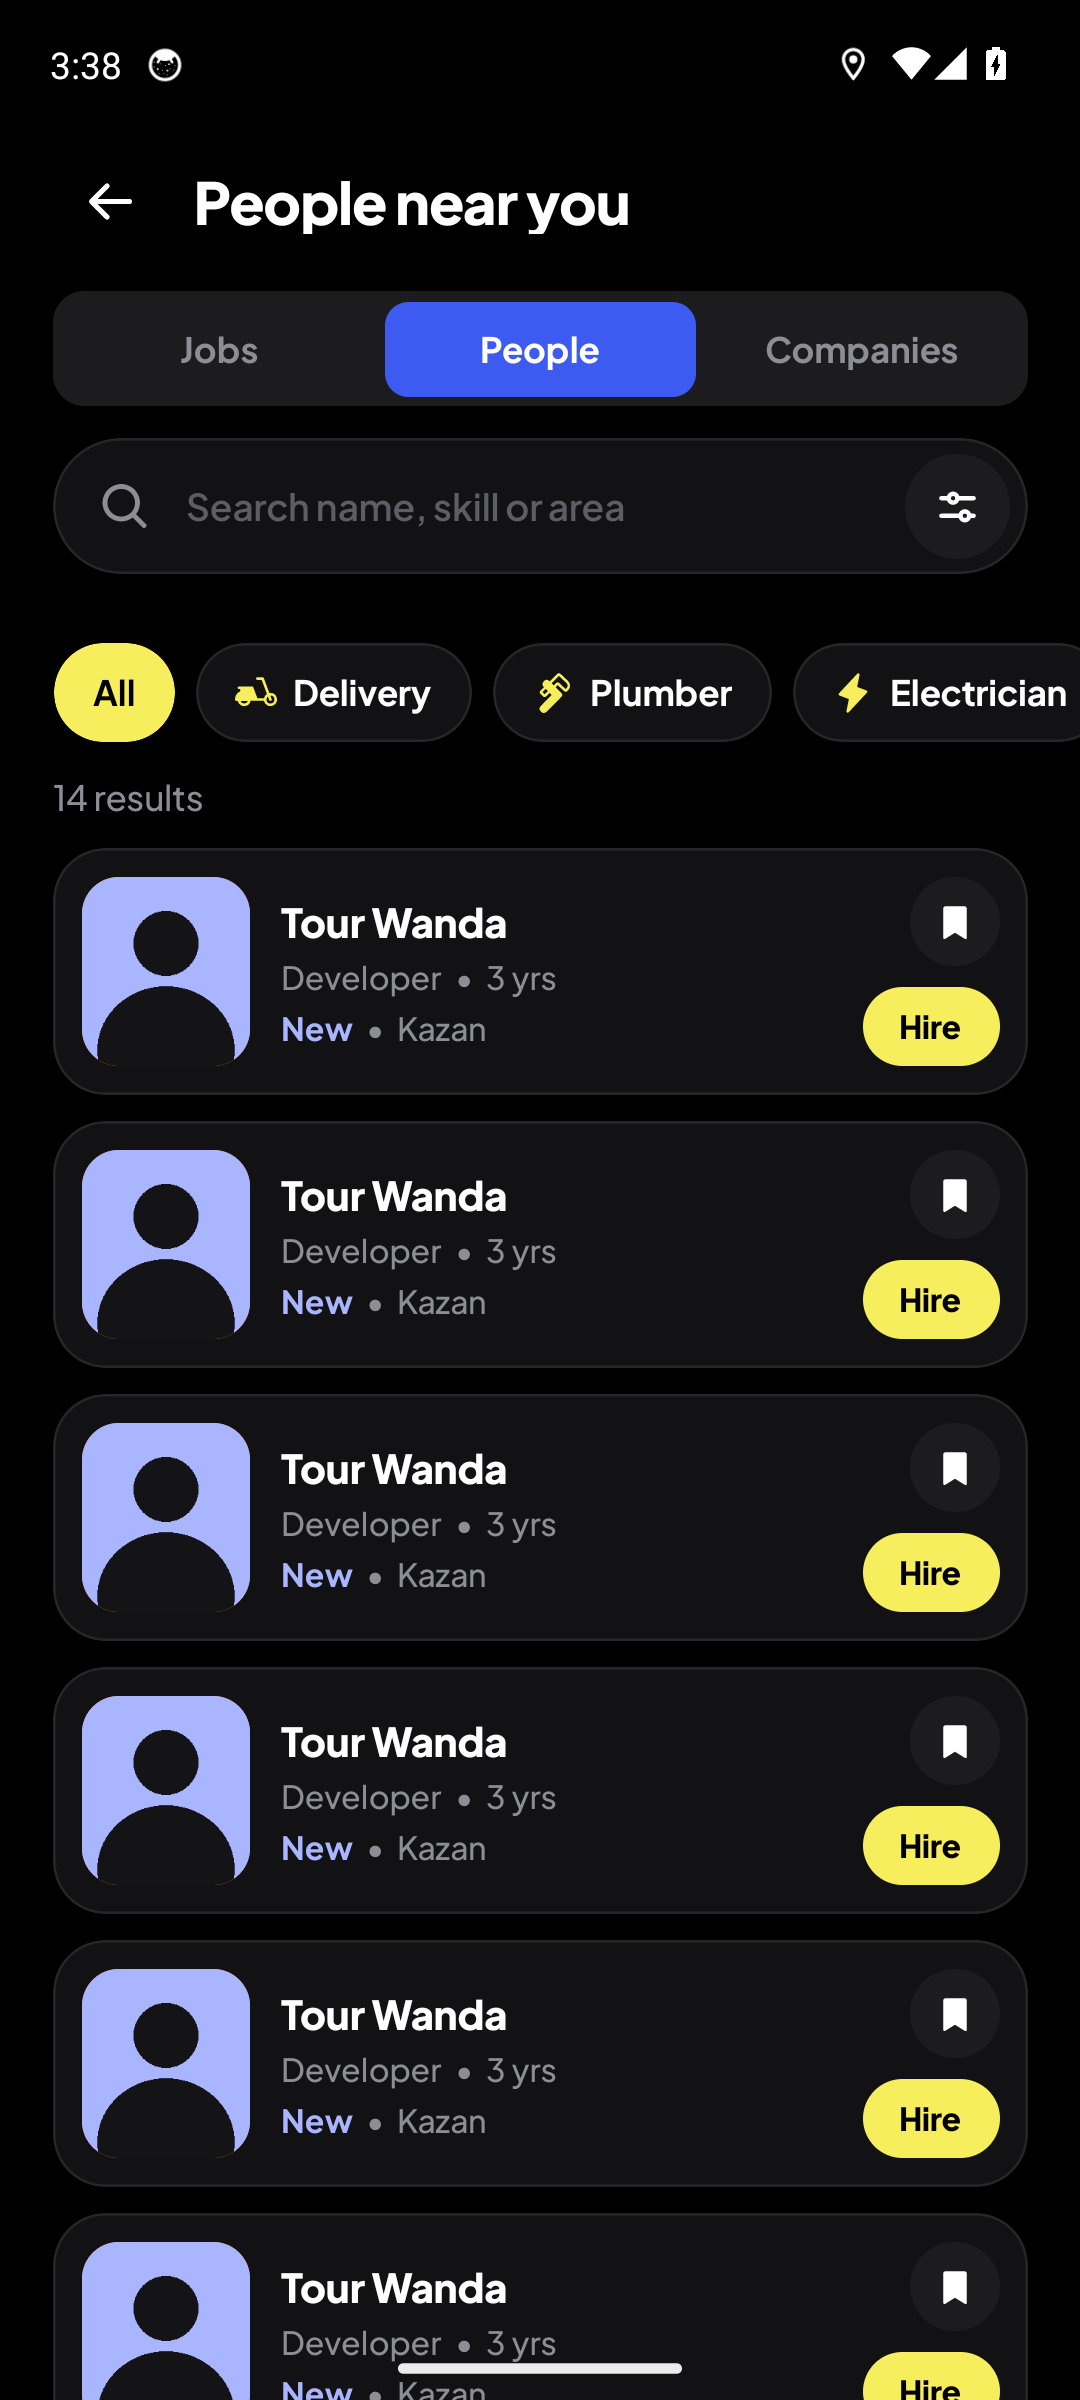 3:38
People near you
Jobs People Companies
Search name, skill or area
All Delivery Plumber Electrician
14 results
Tour Wanda
Developer • 3 yrs
New • Kazan
Hire
Tour Wanda
Developer • 3 yrs
New • Kazan
Hire
Tour Wanda
Developer • 3 yrs
New • Kazan
Hire
Tour Wanda
Developer • 3 yrs
New • Kazan
Hire
Tour Wanda
Developer • 3 yrs
New • Kazan
Hire
Tour Wanda
Developer • 3 yrs
New • Kazan
Hire